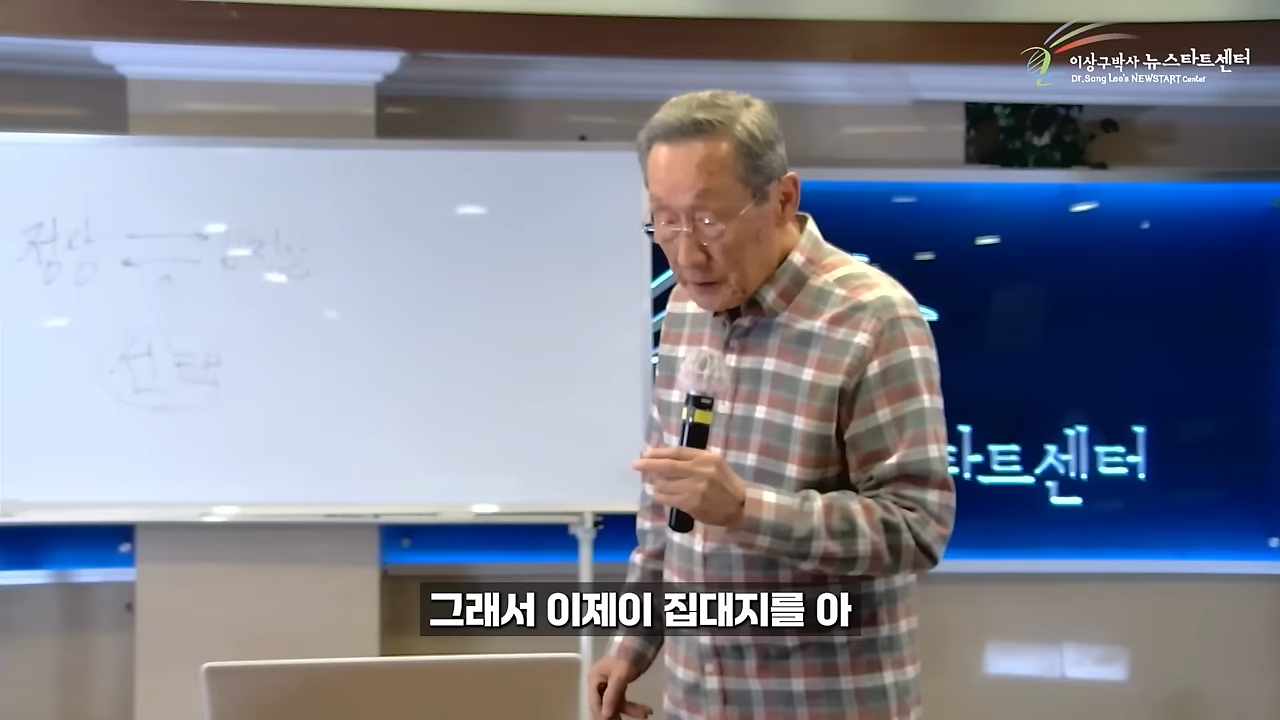 이상구박사 뉴스타트센터
Dr.Sang Lee's NEWSTART Center
정상
선택
타트센터
그래서 이제이 집대지를 아